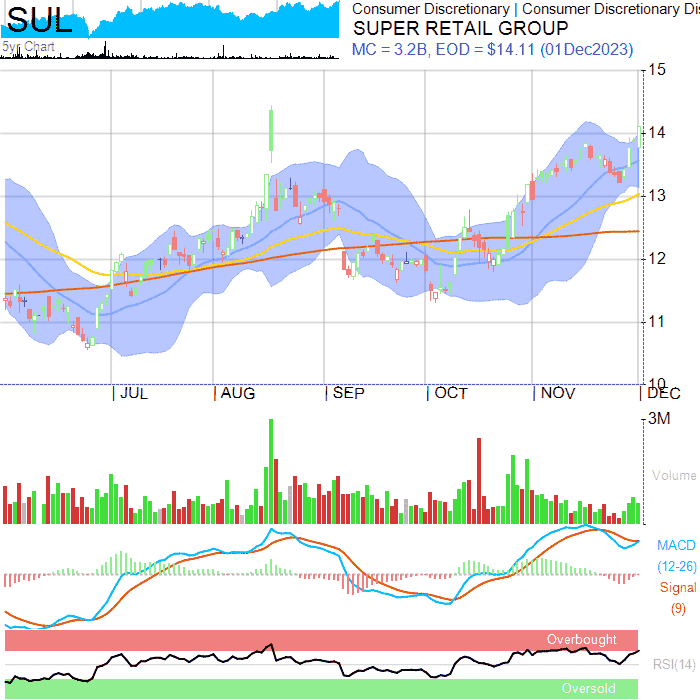 SUL
5yr Chart
Consumer Discretionary | Consumer Discretionary Dis
SUPER RETAIL GROUP
MC = 3.2B, EOD = $14.11 (01Dec2023)
15
14
13
12
11
10
JUL AUG SEP OCT NOV DEC
3M
Volume
MACD
(12-26)
Signal
(9)
Overbought
RSI(14)
Oversold